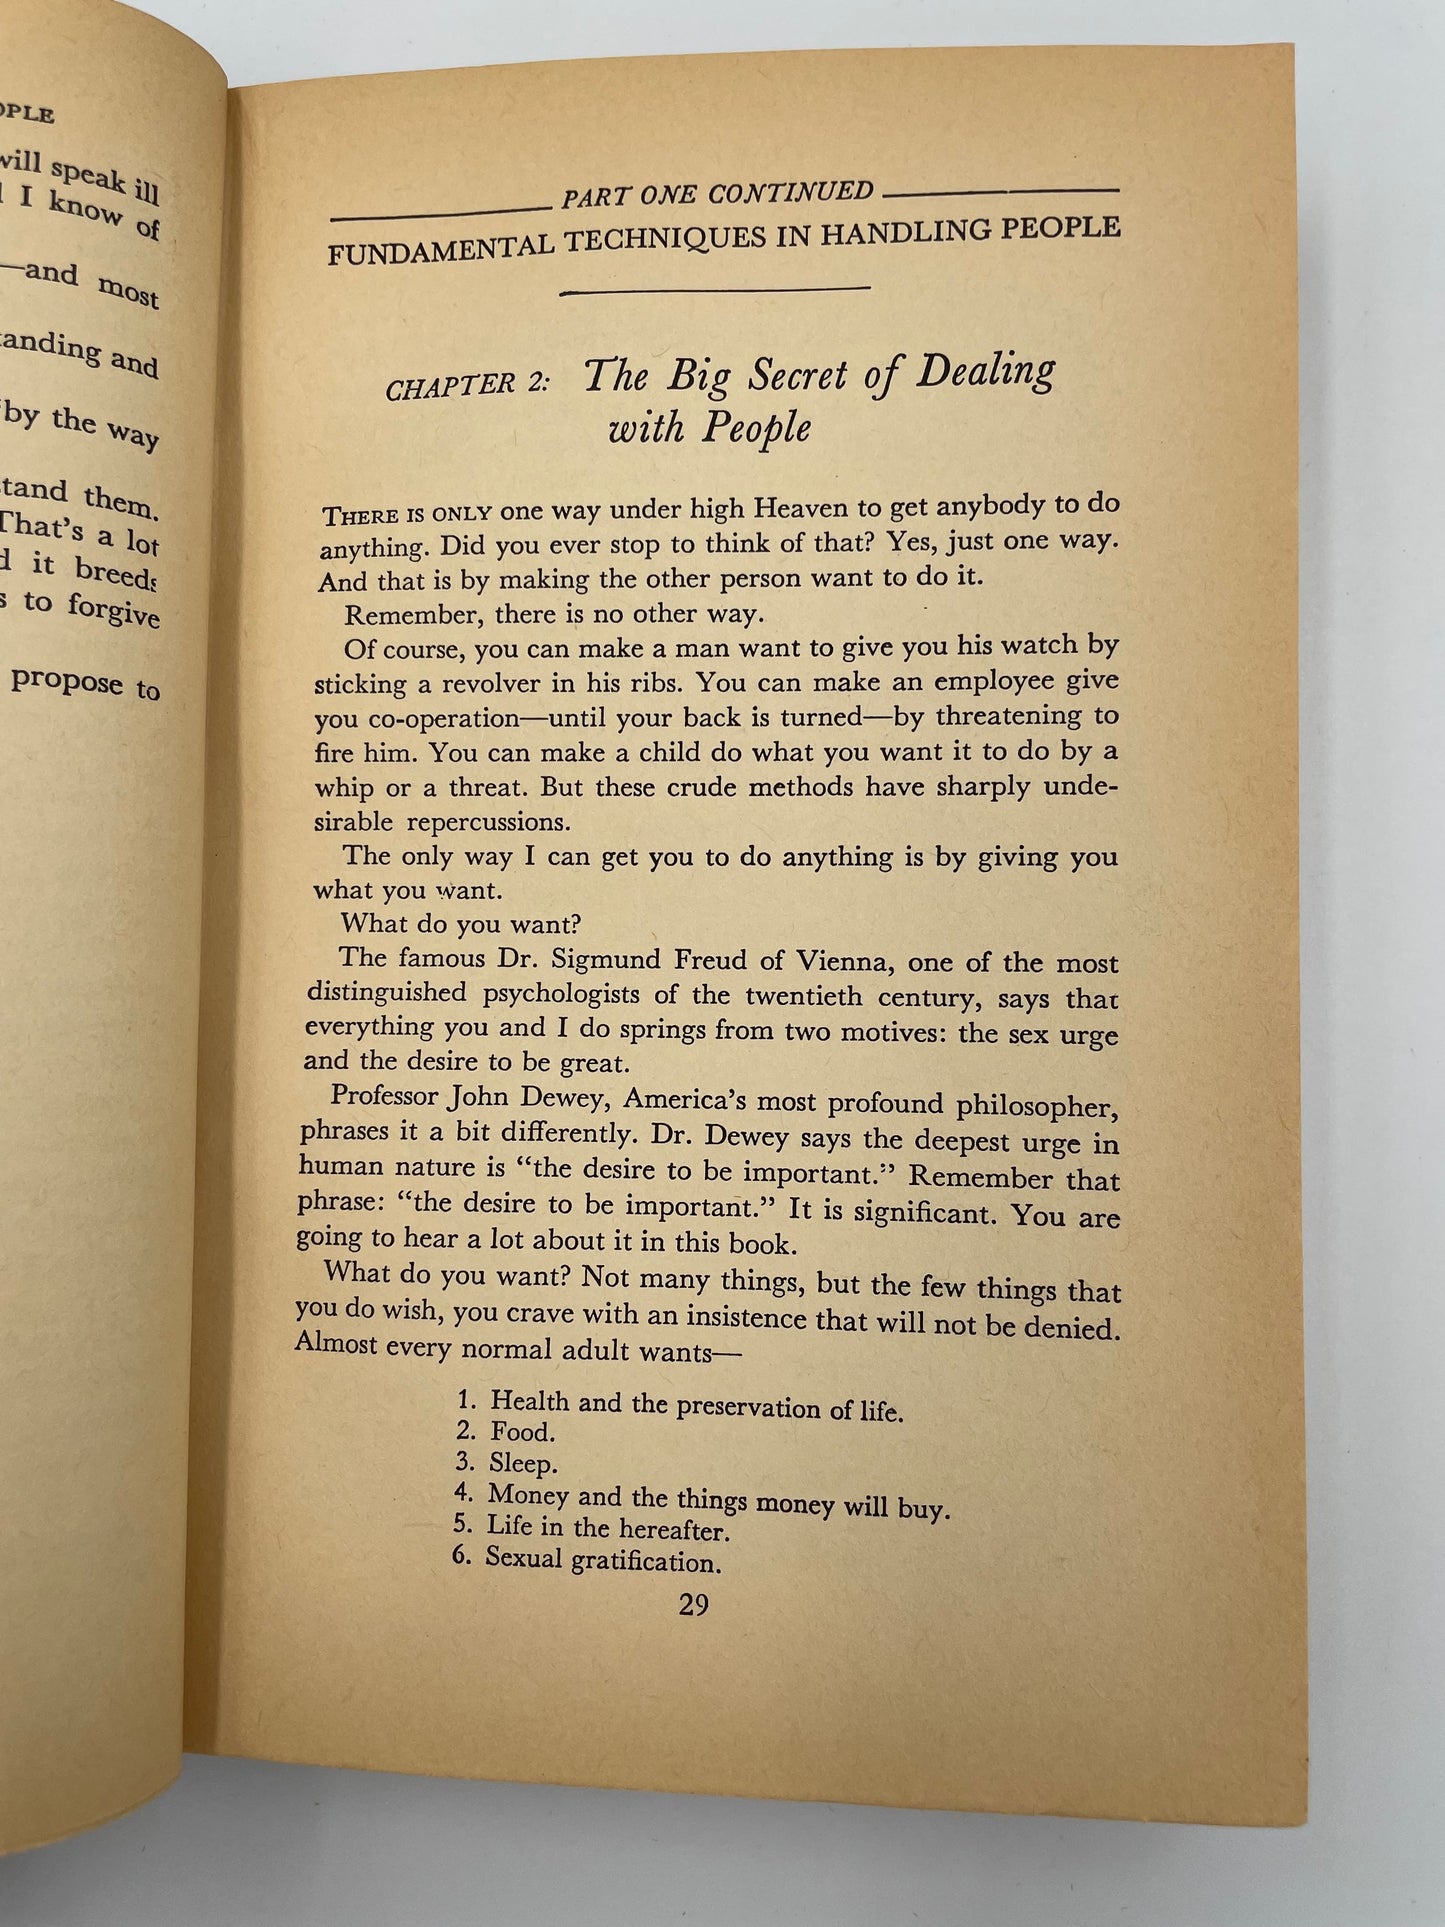 OPLE
will speak ill
I know of
—and most
tanding and
by the way
stand them.
That's a lot
it breeds
s to forgive
propose to
PART ONE CONTINUED
FUNDAMENTAL TECHNIQUES IN HANDLING PEOPLE
CHAPTER 2: The Big Secret of Dealing
with People
THERE IS ONLY one way under high Heaven to get anybody to do
anything. Did you ever stop to think of that? Yes, just one way.
And that is by making the other person want to do it.
Remember, there is no other way.
Of course, you can make a man want to give you his watch by
sticking a revolver in his ribs. You can make an employee give
you co-operation—until your back is turned—by threatening to
fire him. You can make a child do what you want it to do by a
whip or a threat. But these crude methods have sharply unde-
sirable repercussions.
The only way I can get you to do anything is by giving you
what you want.
What do you want?
The famous Dr. Sigmund Freud of Vienna, one of the most
distinguished psychologists of the twentieth century, says that
everything you and I do springs from two motives: the sex urge
and the desire to be great.
Professor John Dewey, America's most profound philosopher,
phrases it a bit differently. Dr. Dewey says the deepest urge in
human nature is "the desire to be important." Remember that
phrase: "the desire to be important." It is significant. You are
going to hear a lot about it in this book.
What do you want? Not many things, but the few things that
you do wish, you crave with an insistence that will not be denied.
Almost every normal adult wants—
1. Health and the preservation of life.
2. Food.
3. Sleep.
4. Money and the things money will buy.
5. Life in the hereafter.
6. Sexual gratification.
29